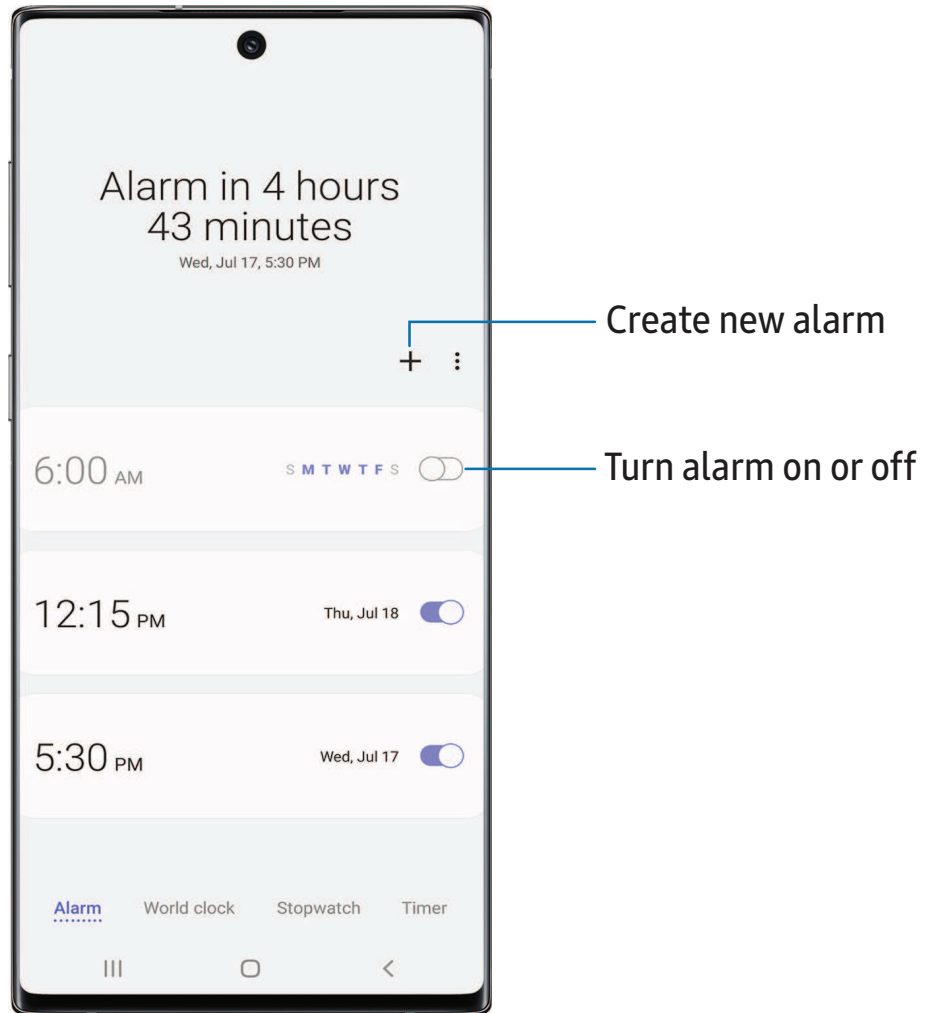 Alarm in 4 hours
43 minutes
Wed, Jul 17, 5:30 PM
Create new alarm
6:00 AM S M T W T F S
Turn alarm on or off
12:15 PM Thu, Jul 18
5:30 PM Wed, Jul 17
Alarm World clock Stopwatch Timer